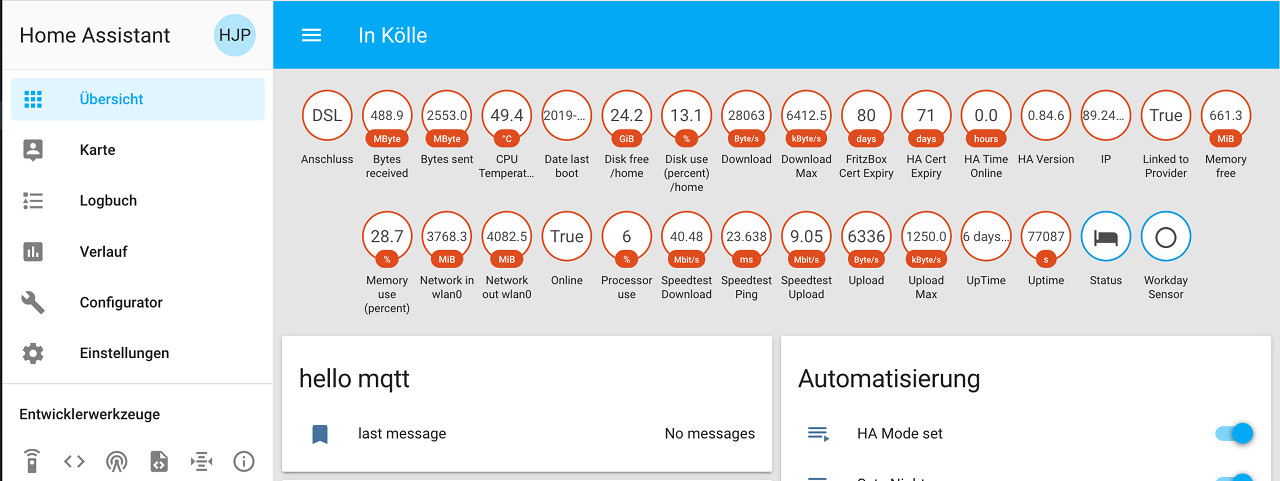 Home Assistant
HJP
In Kölle
Übersicht
Karte
Logbuch
Verlauf
Configurator
Einstellungen
Entwicklerwerkzeuge
DSL
Anschluss
488.9
MByte
Bytes
received
2553.0
MByte
Bytes sent
49.4
°C
CPU
Temperat...
2019-...
Date last
boot
24.2
GiB
Disk free
/home
13.1
%
Disk use
(percent)
/home
28063
Byte/s
Download
6412.5
kByte/s
Download
Max
80
days
FritzBox
Cert Expiry
71
days
HA Cert
Expiry
0.0
hours
HA Time
Online
0.84.6
HA Version
89.24...
IP
True
Linked to
Provider
661.3
MiB
Memory
free
28.7
%
Memory
use
(percent)
3768.3
MiB
Network in
wlan0
4082.5
MiB
Network
out wlan0
True
Online
6
%
Processor
use
40.48
Mbit/s
Speedtest
Download
23.638
ms
Speedtest
Ping
9.05
Mbit/s
Speedtest
Upload
6336
Byte/s
Upload
1250.0
kByte/s
Upload
Max
6 days...
UpTime
77087
s
Uptime
Status
Workday
Sensor
hello mqtt
last message
No messages
Automatisierung
HA Mode set